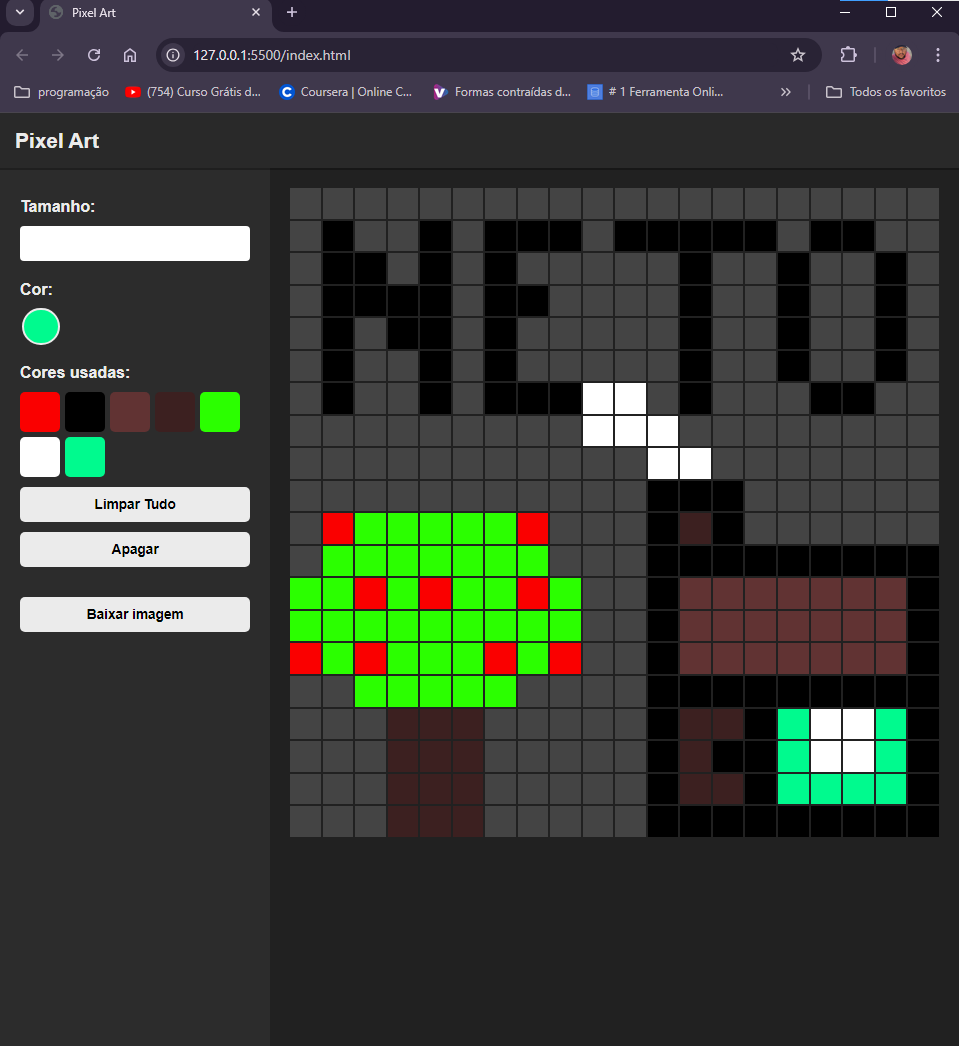 Pixel Art
127.0.0.1:5500/index.html
programação
(754) Curso Grátis d...
Coursera | Online C...
Formas contraídas d...
# 1 Ferramenta Onli...
Todos os favoritos
Pixel Art
Tamanho:
Cor:
Cores usadas:
Limpar Tudo
Apagar
Baixar imagem
NETO